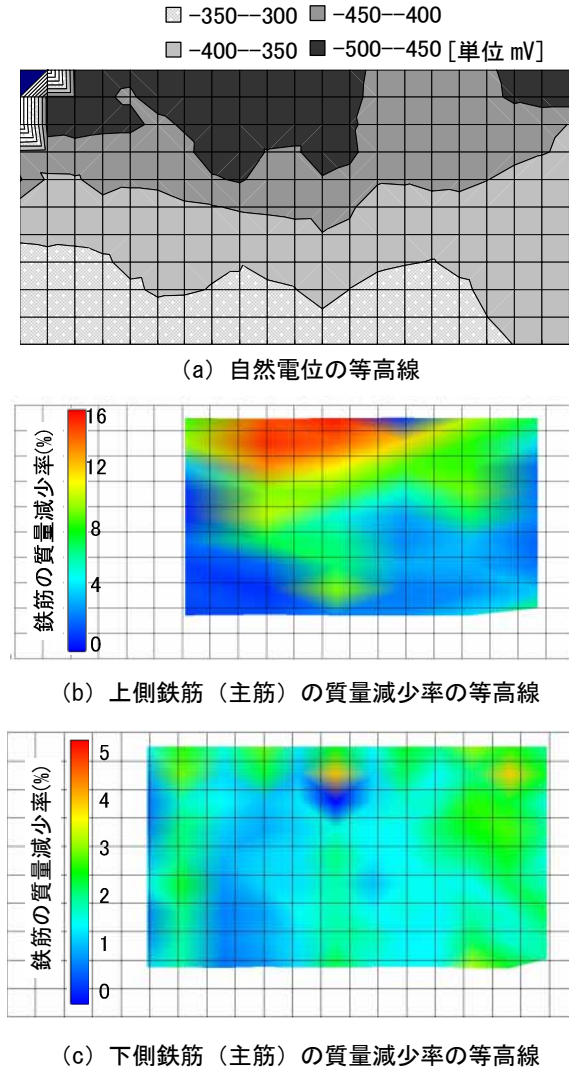 -350--300 -450--400
-400--350 -500--450 [単位 mV]
(a) 自然電位の等高線
鉄筋の質量減少率(%)
16
12
8
4
0
(b) 上側鉄筋（主筋）の質量減少率の等高線
鉄筋の質量減少率(%)
5
4
3
2
1
0
(c) 下側鉄筋（主筋）の質量減少率の等高線